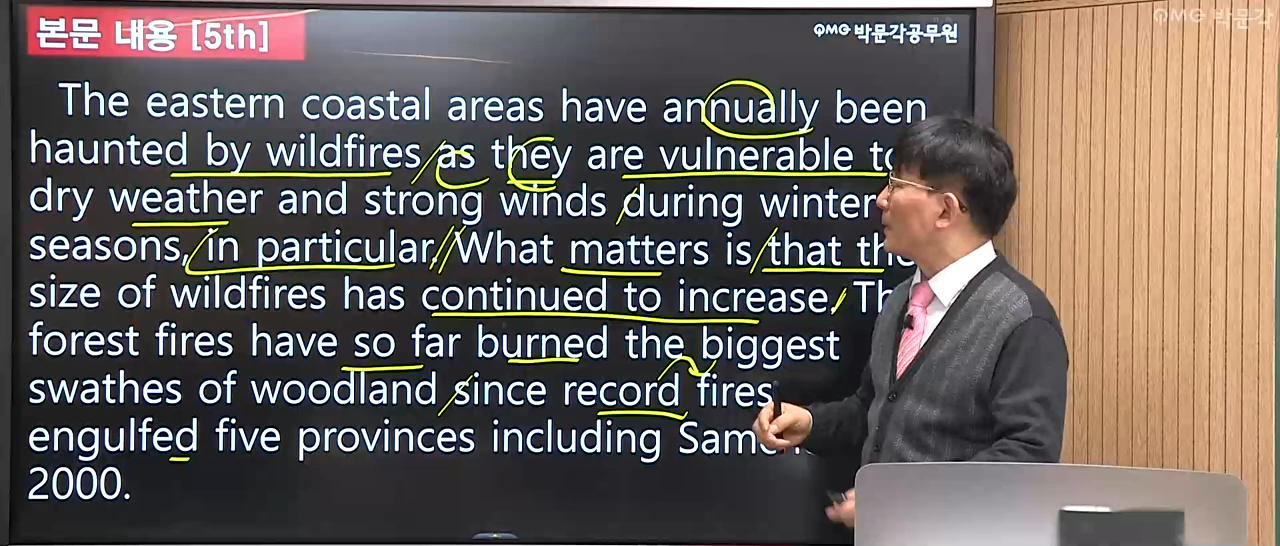 본문 내용 [5th]
QMG 박문각공무원
QMG 박문각
The eastern coastal areas have annually been
haunted by wildfires as they are vulnerable to
dry weather and strong winds during winter
seasons, in particular. What matters is that the
size of wildfires has continued to increase.
forest fires have so far burned the biggest
swathes of woodland since record fires
engulfed five provinces including
2000.